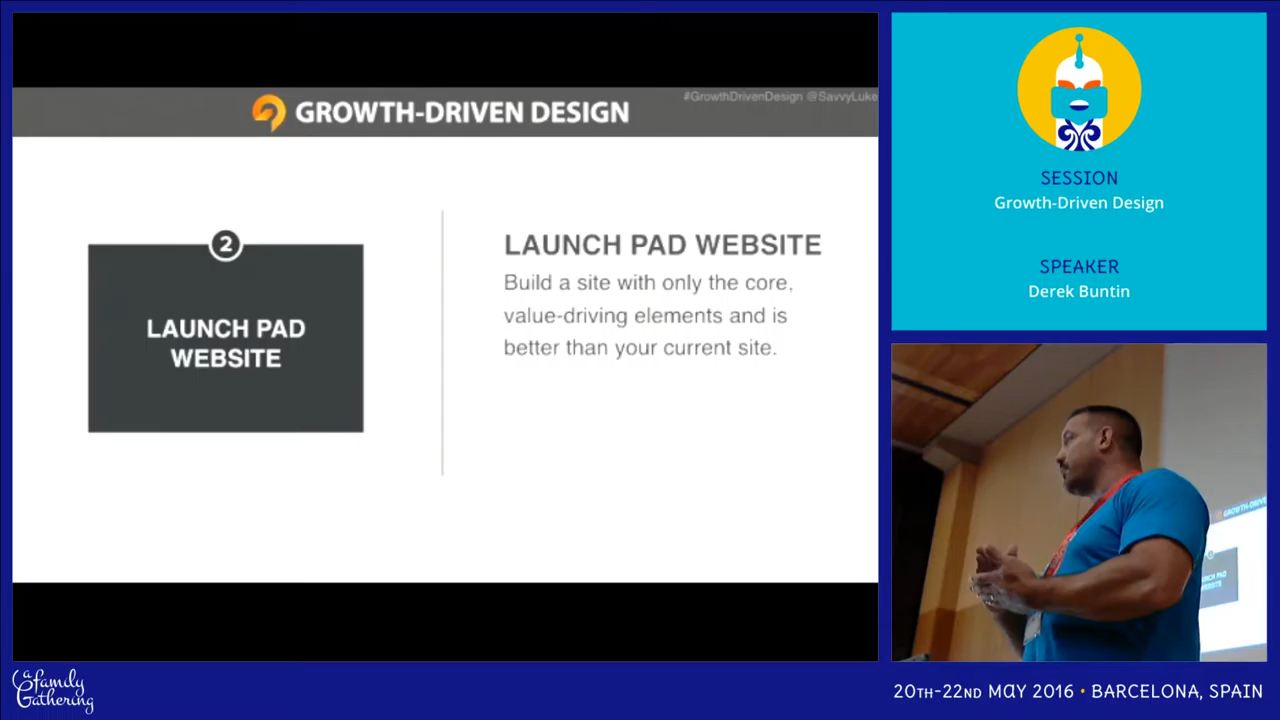 #GrowthDrivenDesign @SavvyLuke
GROWTH-DRIVEN DESIGN
2
LAUNCH PAD
WEBSITE
LAUNCH PAD WEBSITE
Build a site with only the core,
value-driving elements and is
better than your current site.
SESSION
Growth-Driven Design
SPEAKER
Derek Buntin
GROWTH-DRIVE
a family
Gathering
20TH-22ND MAY 2016 • BARCELONA, SPAIN